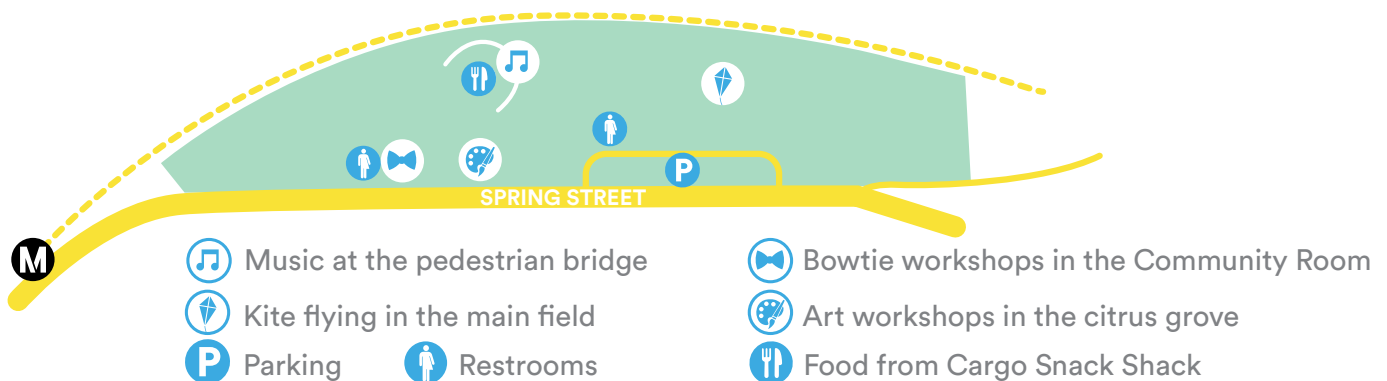 P
SPRING STREET
M
Music at the pedestrian bridge
Bowtie workshops in the Community Room
Kite flying in the main field
Art workshops in the citrus grove
P Parking
Restrooms
Food from Cargo Snack Shack